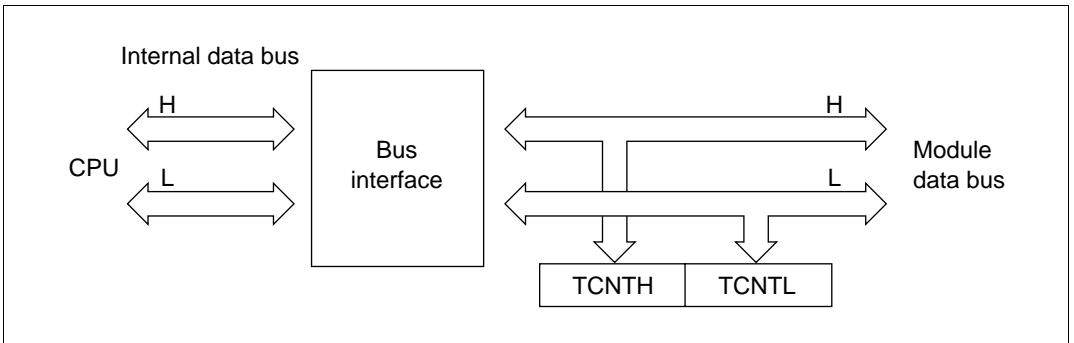 Internal data bus
H
H
CPU
Bus
interface
Module
data bus
L
L
TCNTH
TCNTL